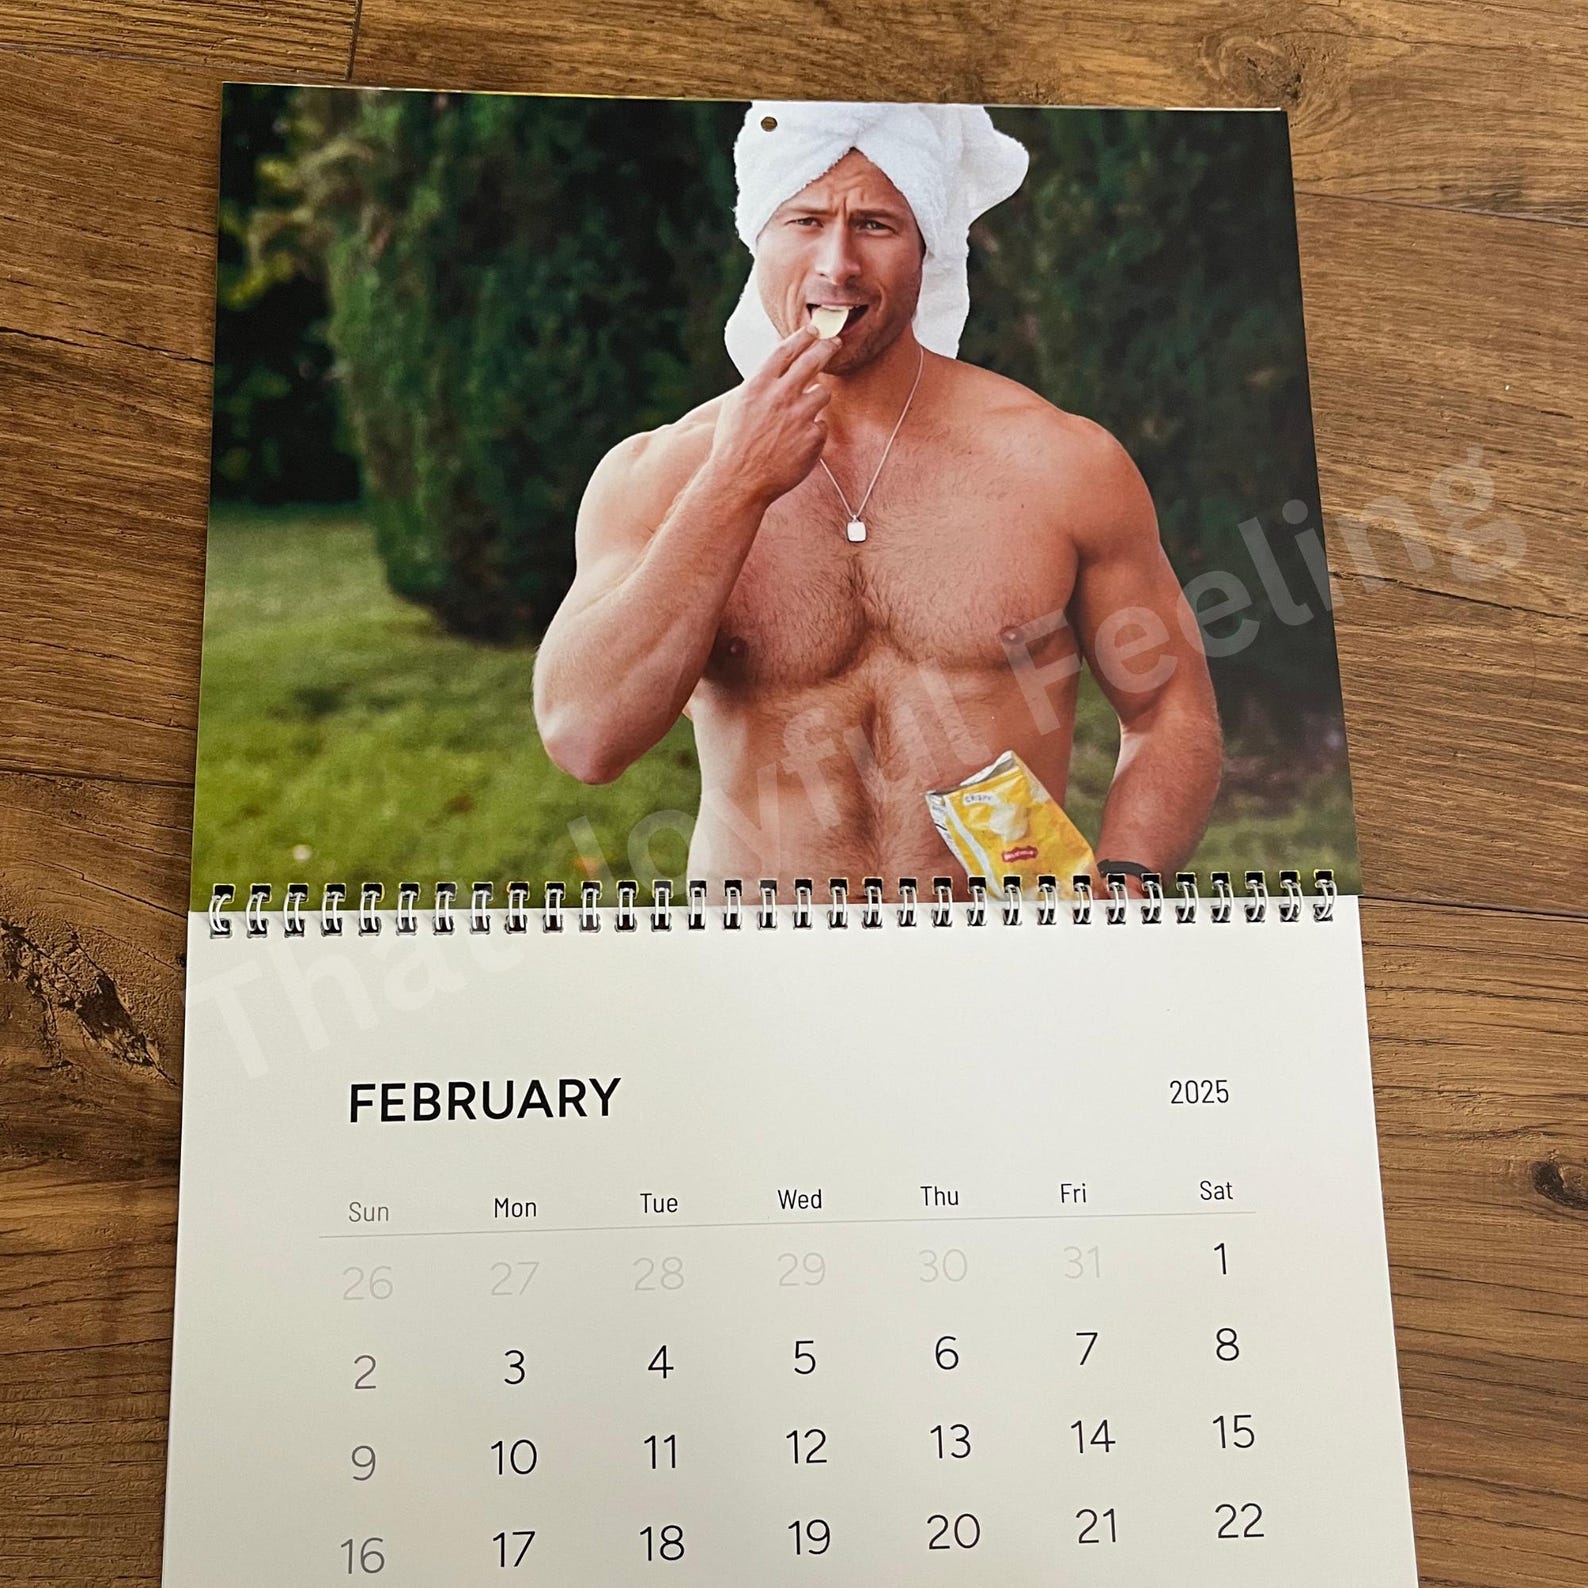 CRISPY
That Joyful Feeling
FEBRUARY 2025
Sun Mon Tue Wed Thu Fri Sat
26 27 28 29 30 31 1
2 3 4 5 6 7 8
9 10 11 12 13 14 15
16 17 18 19 20 21 22